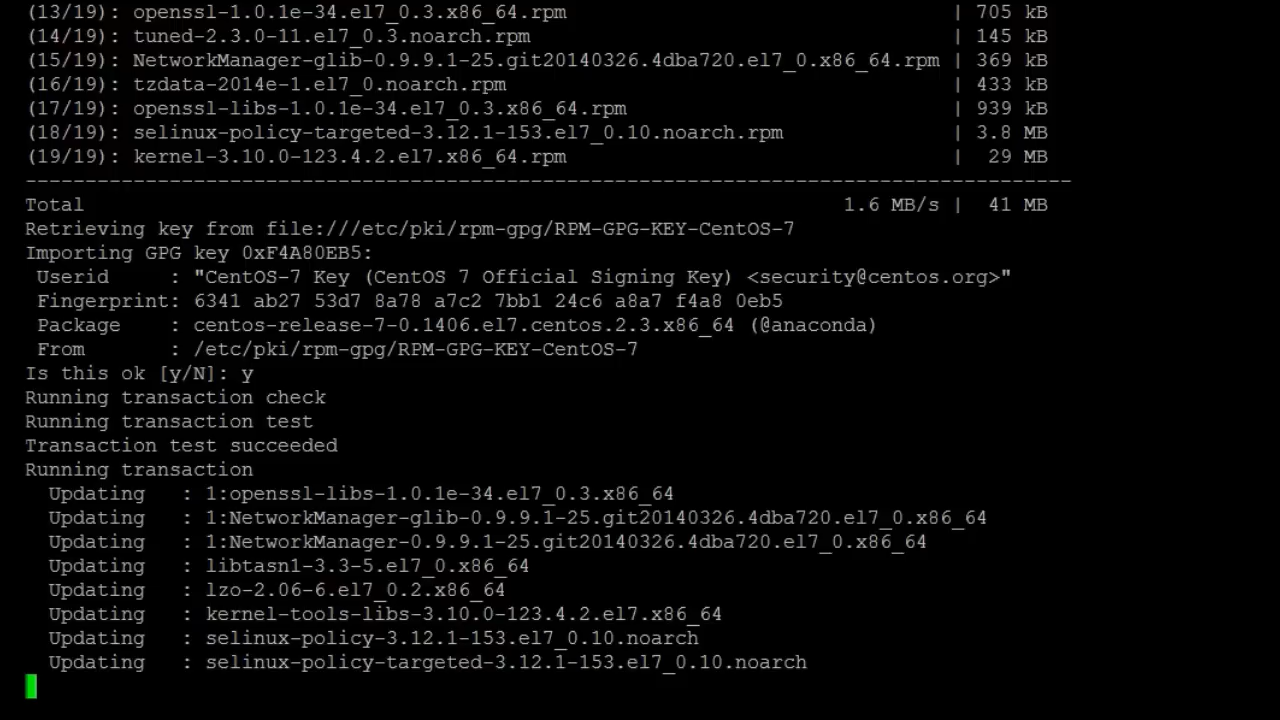 (13/19): openssl-1.0.1e-34.el7_0.3.x86_64.rpm | 705 kB
(14/19): tuned-2.3.0-11.el7_0.3.noarch.rpm | 145 kB
(15/19): NetworkManager-glib-0.9.9.1-25.git20140326.4dba720.el7_0.x86_64.rpm | 369 kB
(16/19): tzdata-2014e-1.el7_0.noarch.rpm | 433 kB
(17/19): openssl-libs-1.0.1e-34.el7_0.3.x86_64.rpm | 939 kB
(18/19): selinux-policy-targeted-3.12.1-153.el7_0.10.noarch.rpm | 3.8 MB
(19/19): kernel-3.10.0-123.4.2.el7.x86_64.rpm | 29 MB
---------------------------------------------------------------------------------------
Total 1.6 MB/s | 41 MB
Retrieving key from file:///etc/pki/rpm-gpg/RPM-GPG-KEY-CentOS-7
Importing GPG key 0xF4A80EB5:
Userid : "CentOS-7 Key (CentOS 7 Official Signing Key) <security@centos.org>"
Fingerprint: 6341 ab27 53d7 8a78 a7c2 7bb1 24c6 a8a7 f4a8 0eb5
Package : centos-release-7-0.1406.el7.centos.2.3.x86_64 (@anaconda)
From : /etc/pki/rpm-gpg/RPM-GPG-KEY-CentOS-7
Is this ok [y/N]: y
Running transaction check
Running transaction test
Transaction test succeeded
Running transaction
Updating : 1:openssl-libs-1.0.1e-34.el7_0.3.x86_64
Updating : 1:NetworkManager-glib-0.9.9.1-25.git20140326.4dba720.el7_0.x86_64
Updating : 1:NetworkManager-0.9.9.1-25.git20140326.4dba720.el7_0.x86_64
Updating : libtasn1-3.3-5.el7_0.x86_64
Updating : lzo-2.06-6.el7_0.2.x86_64
Updating : kernel-tools-libs-3.10.0-123.4.2.el7.x86_64
Updating : selinux-policy-3.12.1-153.el7_0.10.noarch
Updating : selinux-policy-targeted-3.12.1-153.el7_0.10.noarch